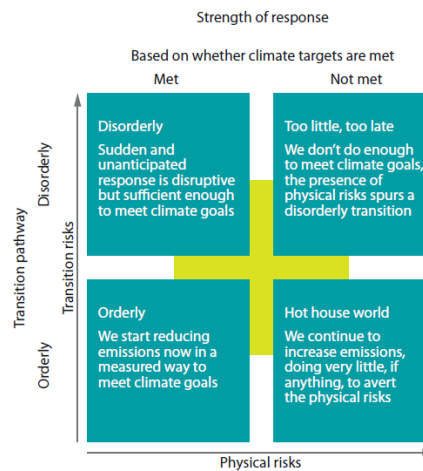 Strength of response
Based on whether climate targets are met
Met
Not met
Transition pathway
Disorderly
Orderly
Transition risks
Disorderly
Sudden and
unanticipated
response is disruptive
but sufficient enough
to meet climate goals
Too little, too late
We don't do enough
to meet climate goals,
the presence of
physical risks spurs a
disorderly transition
Orderly
We start reducing
emissions now in a
measured way to
meet climate goals
Hot house world
We continue to
increase emissions,
doing very little, if
anything, to avert
the physical risks
Physical risks